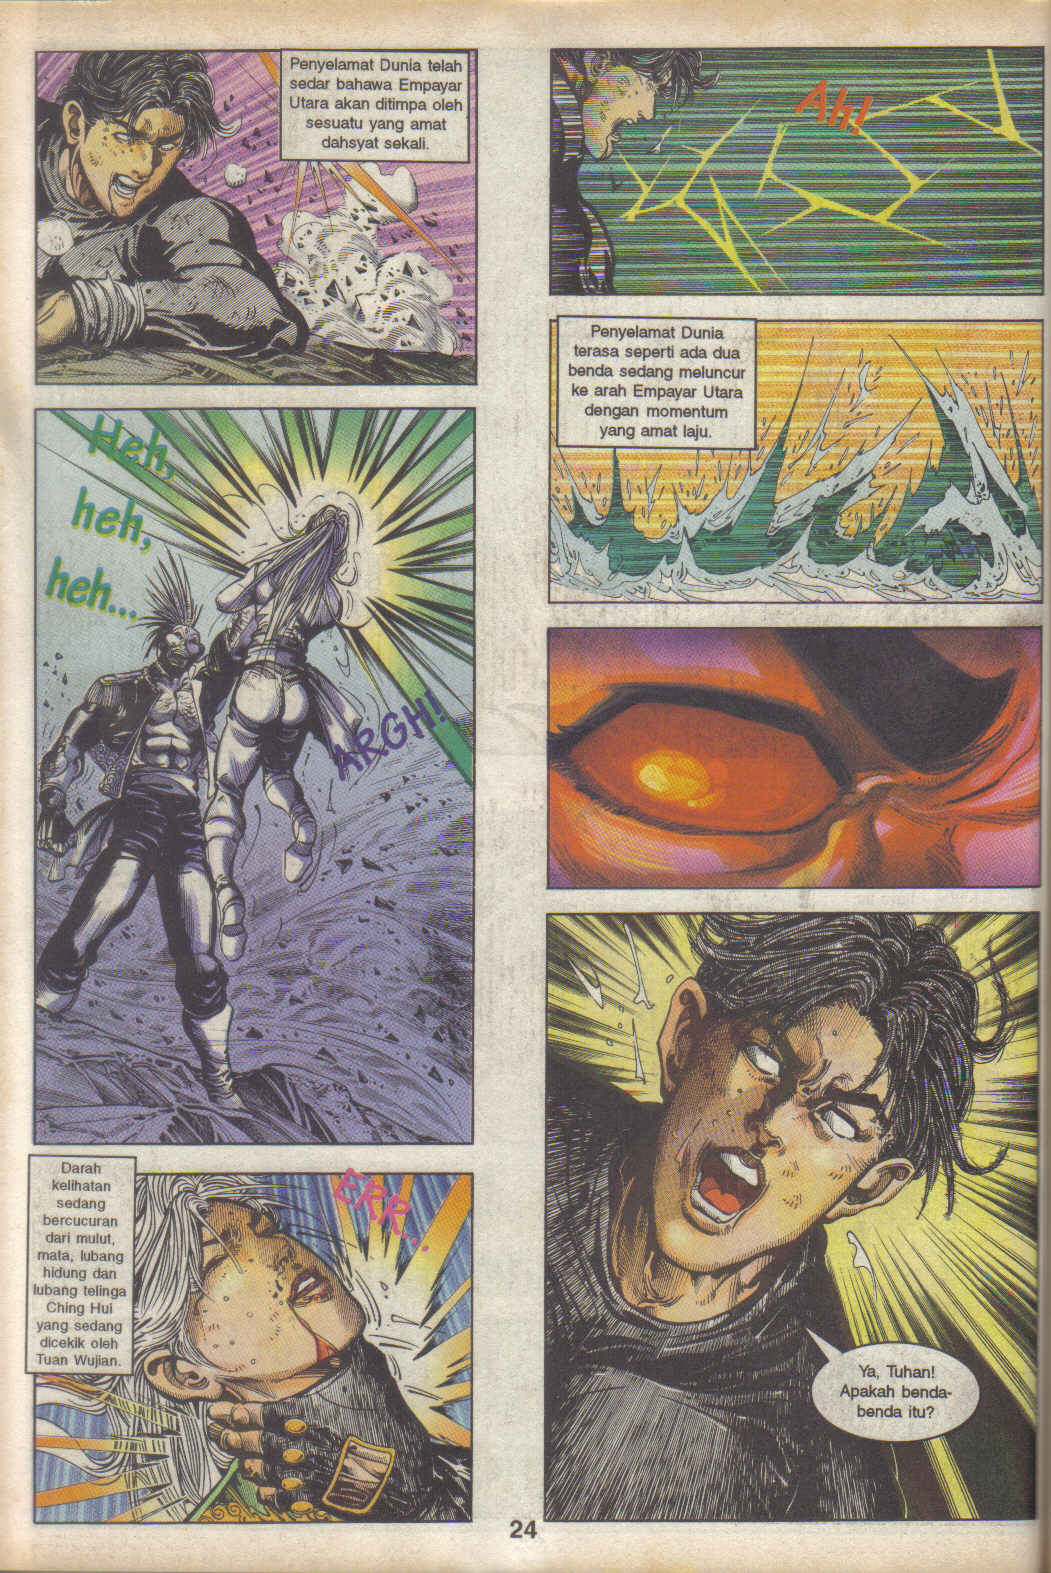 Penyelamat Dunia telah
sedar bahawa Empayar
Utara akan ditimpa oleh
sesuatu yang amat
dahsyat sekali.
Heh,
heh,
heh...
ARGH!
Darah
kelihatan
sedang
bercucuran
dari mulut,
mata, lubang
hidung dan
lubang telinga
Ching Hui
yang sedang
dicekik oleh
Tuan Wujian.
ERR...
Ah!
Penyelamat Dunia
terasa seperti ada dua
benda sedang meluncur
ke arah Empayar Utara
dengan momentum
yang amat laju.
Ya, Tuhan!
Apakah benda-
benda itu?
24